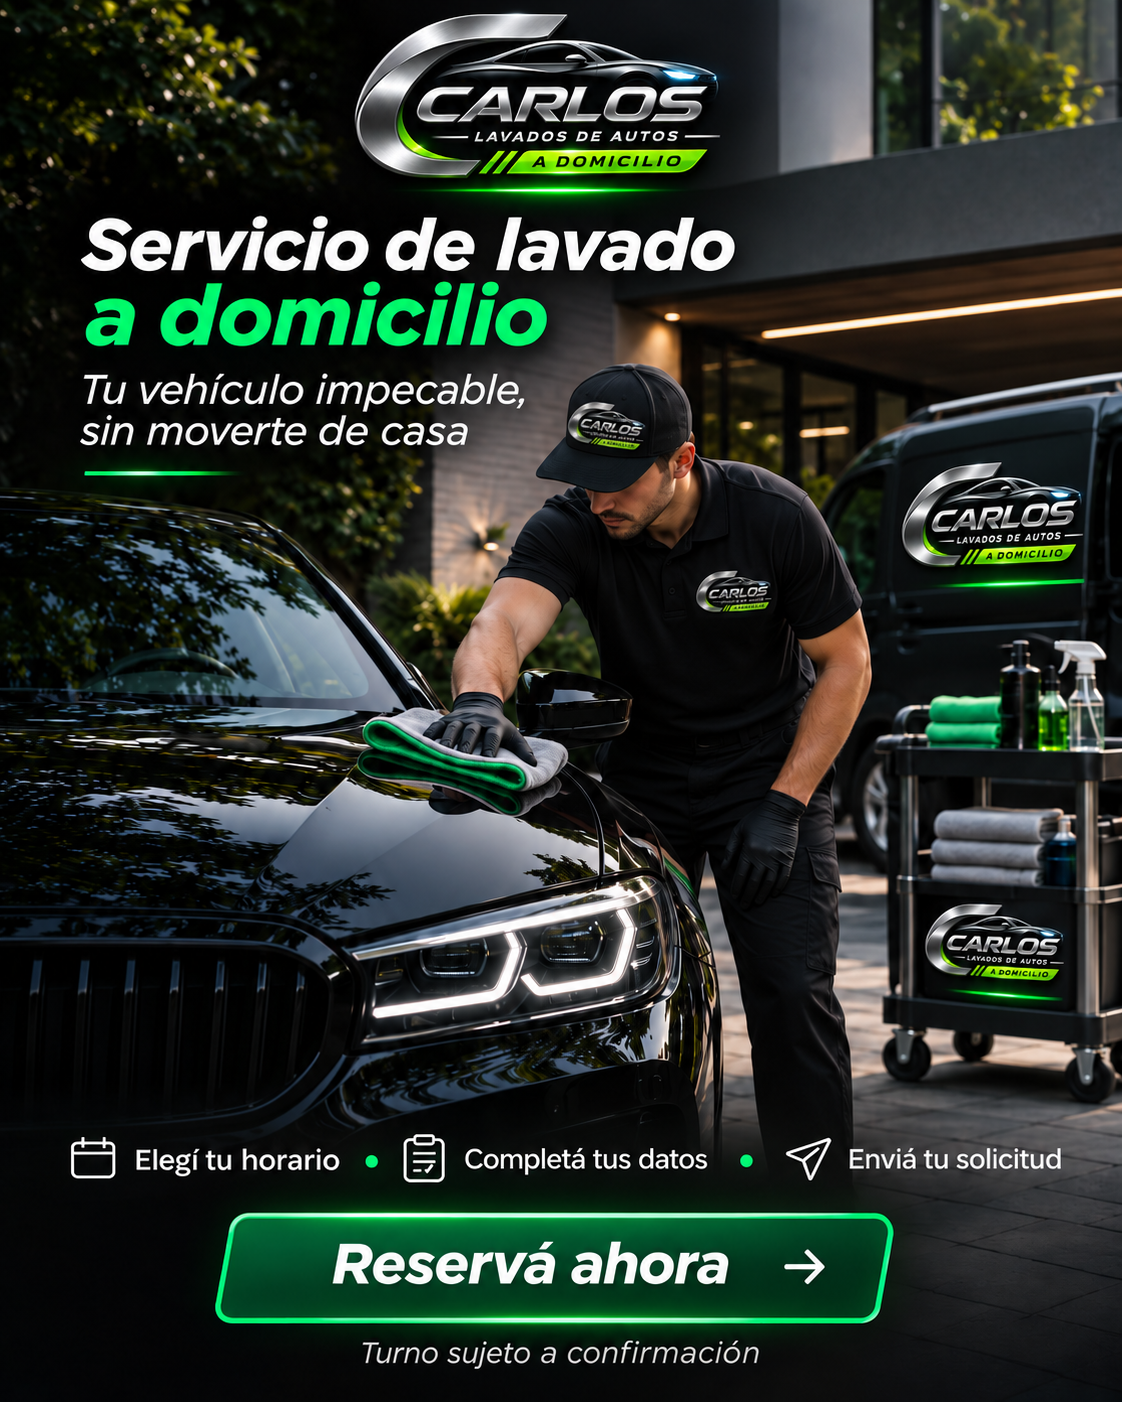 CARLOS
LAVADOS DE AUTOS
A DOMICILIO
Servicio de lavado
a domicilio
Tu vehículo impecable,
sin moverte de casa
CARLOS
A DOMICILIO
CARLOS
LAVADOS DE AUTOS
A DOMICILIO
CARLOS
CARLOS
LAVADOS DE AUTOS
A DOMICILIO
Elegí tu horario • Completá tus datos • Enviá tu solicitud
Reservá ahora →
Turno sujeto a confirmación